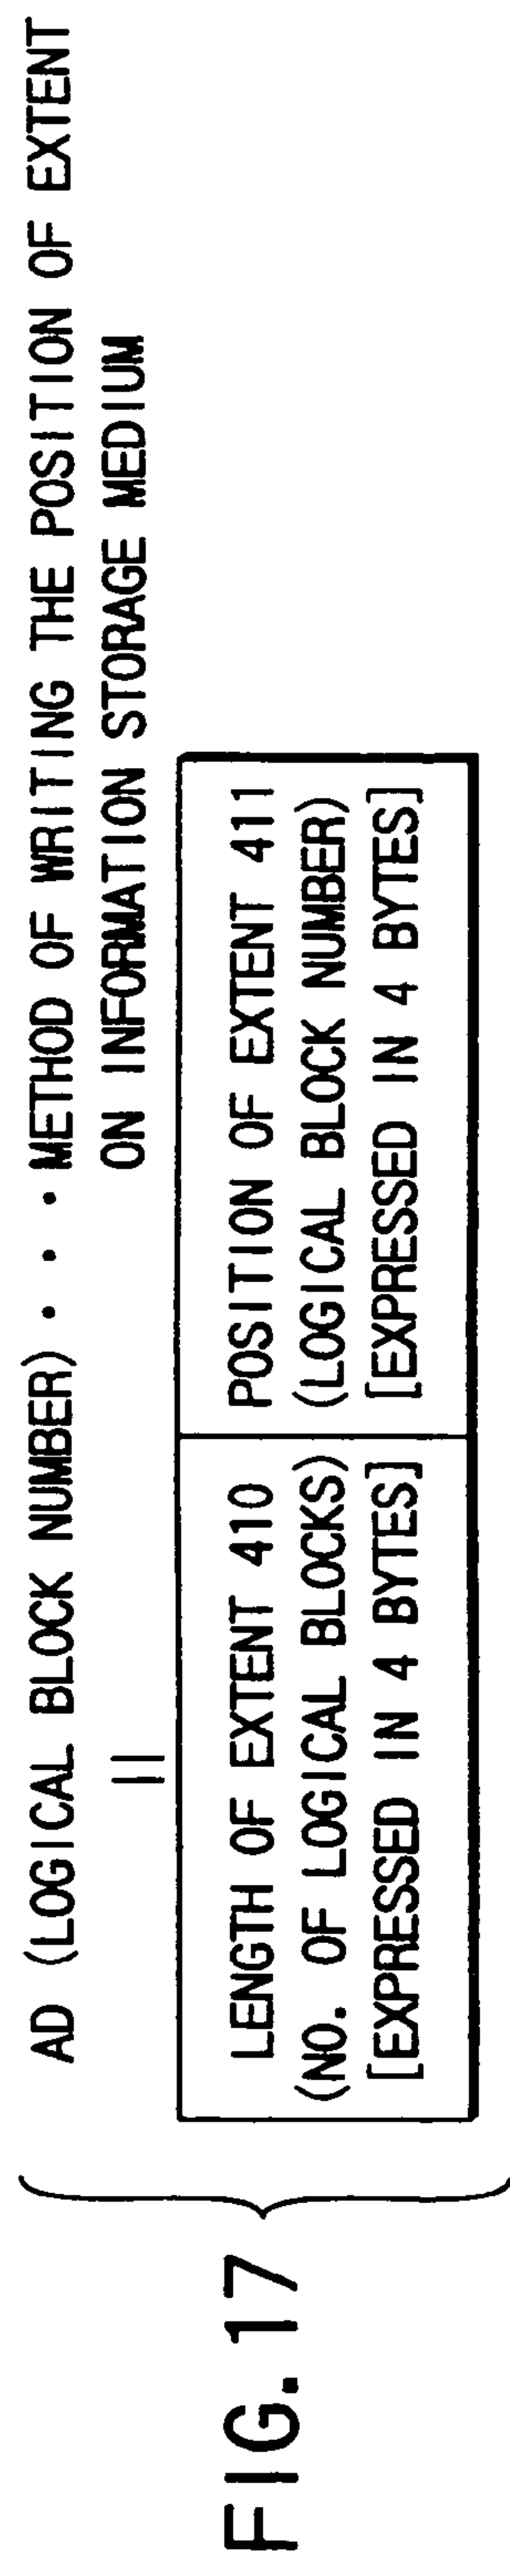 FIG. 17
AD (LOGICAL BLOCK NUMBER) • • • METHOD OF WRITING THE POSITION OF EXTENT
ON INFORMATION STORAGE MEDIUM
=
LENGTH OF EXTENT 410
(NO. OF LOGICAL BLOCKS)
[EXPRESSED IN 4 BYTES]
POSITION OF EXTENT 411
(LOGICAL BLOCK NUMBER)
[EXPRESSED IN 4 BYTES]